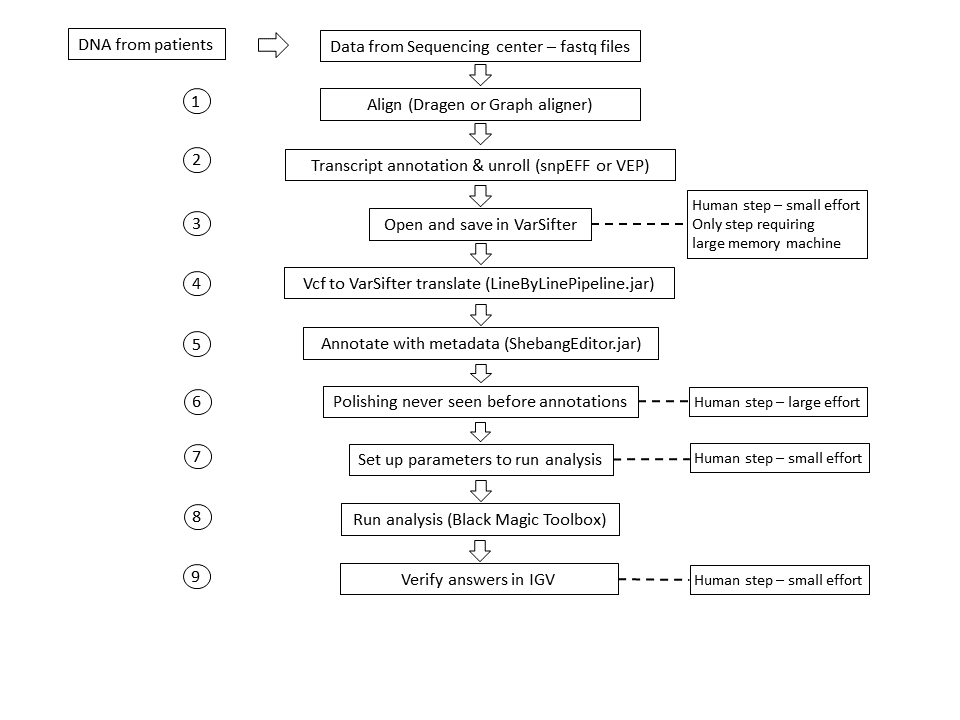 DNA from patients
Data from Sequencing center – fastq files
1
Align (Dragen or Graph aligner)
2
Transcript annotation & unroll (snpEFF or VEP)
3
Open and save in VarSifter
Human step – small effort
Only step requiring
large memory machine
4
Vcf to VarSifter translate (LineByLinePipeline.jar)
5
Annotate with metadata (ShebangEditor.jar)
6
Polishing never seen before annotations
Human step – large effort
7
Set up parameters to run analysis
Human step – small effort
8
Run analysis (Black Magic Toolbox)
9
Verify answers in IGV
Human step – small effort